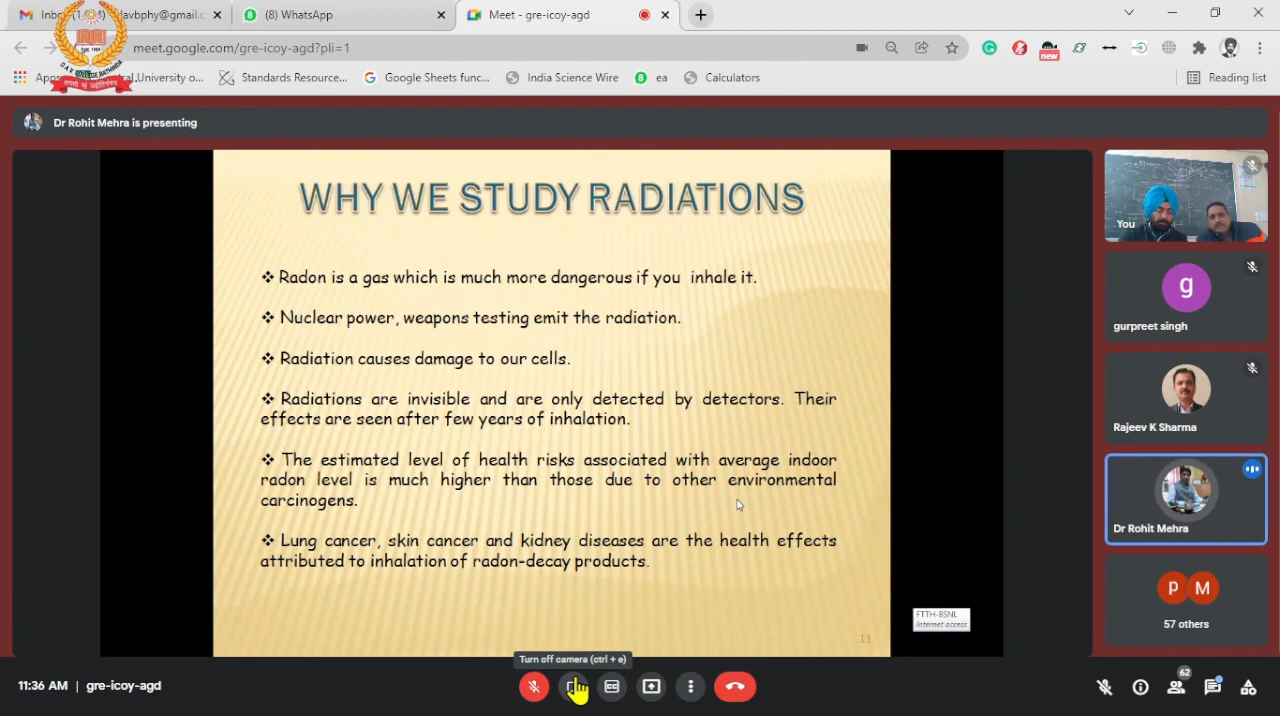 Inbox
davbphy@gmail.c
(8) WhatsApp
Meet - gre-icoy-agd
meet.google.com/gre-icoy-agd?pli=1
new
University o...
Standards Resource...
Google Sheets func...
India Science Wire
ea
Calculators
Reading list
D.A.V. COLLEGE BATHINDA
Dr Rohit Mehra is presenting
WHY WE STUDY RADIATIONS
❖ Radon is a gas which is much more dangerous if you inhale it.
❖ Nuclear power, weapons testing emit the radiation.
❖ Radiation causes damage to our cells.
❖ Radiations are invisible and are only detected by detectors. Their
effects are seen after few years of inhalation.
❖ The estimated level of health risks associated with average indoor
radon level is much higher than those due to other environmental
carcinogens.
❖ Lung cancer, skin cancer and kidney diseases are the health effects
attributed to inhalation of radon-decay products.
11
FTTH-BSNL
Internet access
You
g
gurpreet singh
Rajeev K Sharma
Dr Rohit Mehra
P M
57 others
Turn off camera (ctrl + e)
11:36 AM
gre-icoy-agd
62